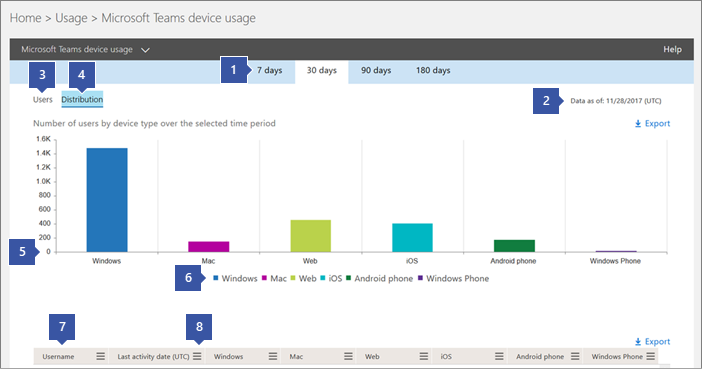 Home > Usage > Microsoft Teams device usage
Microsoft Teams device usage Help
1 7 days 30 days 90 days 180 days
3 4
Users Distribution 2 Data as of: 11/28/2017 (UTC)
Number of users by device type over the selected time period Export
1.6K
1.4K
1.2K
1.0K
800
600
400
200
5 0
Windows Mac Web iOS Android phone Windows Phone
6 Windows Mac Web iOS Android phone Windows Phone
7 8
Export
Username Last activity date (UTC) Windows Mac Web iOS Android phone Windows Phone